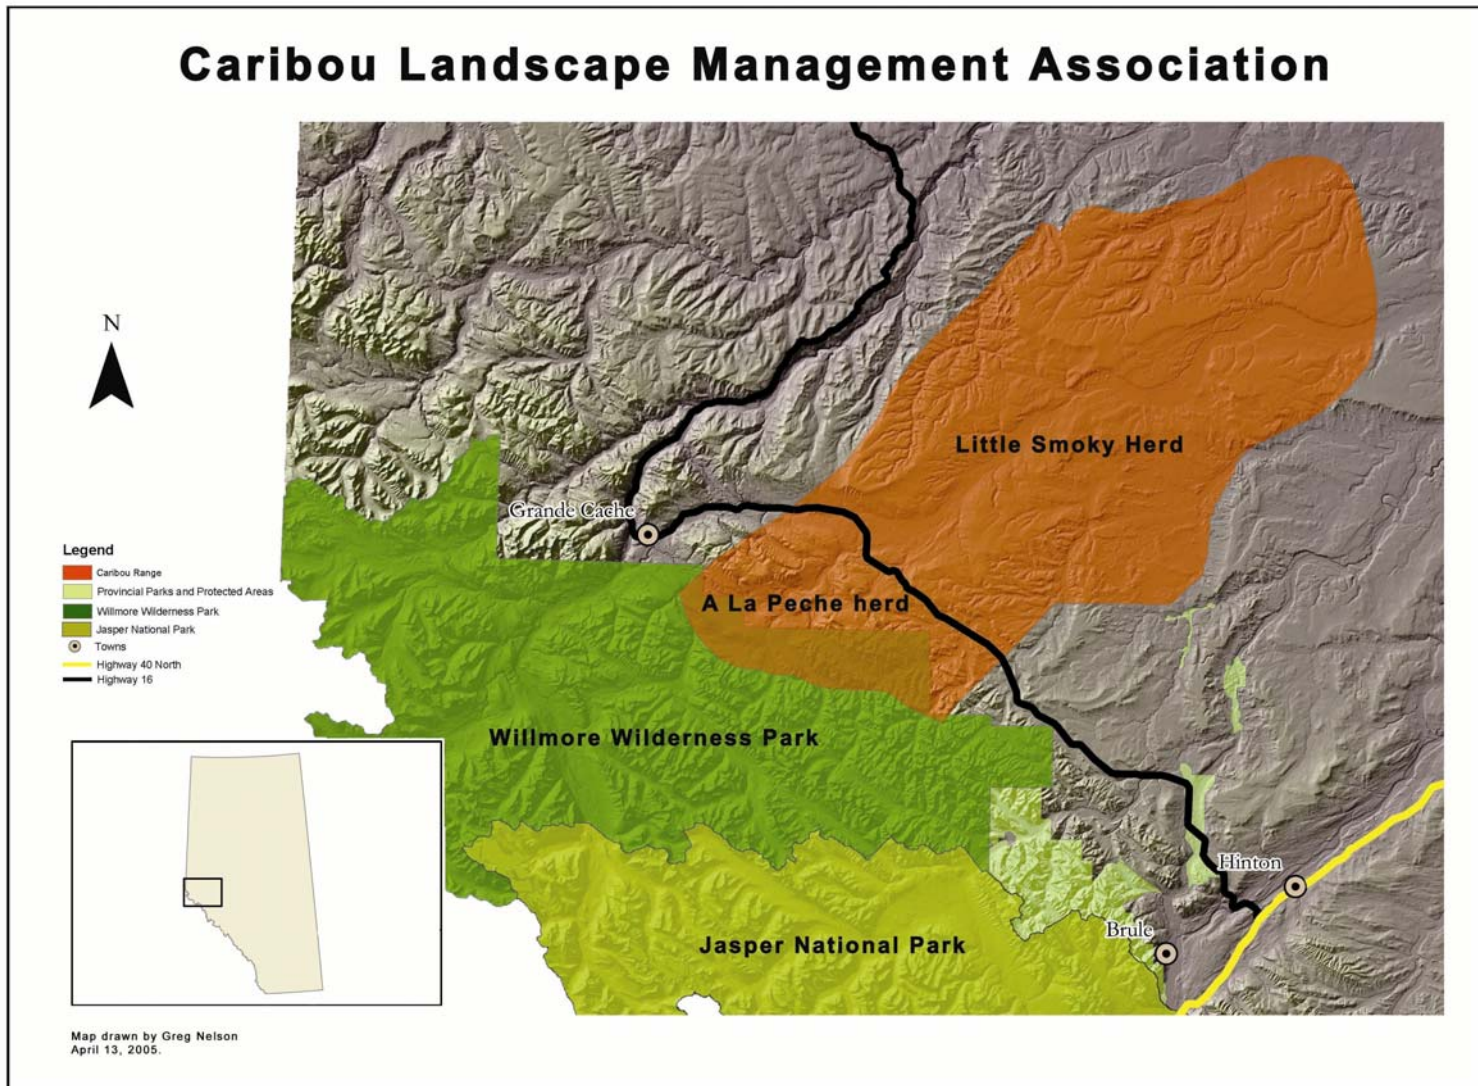 Caribou Landscape Management Association
N
Little Smoky Herd
Grande Cache
A La Peche herd
Legend
Caribou Range
Provincial Parks and Protected Areas
Willmore Wilderness Park
Jasper National Park
Towns
Highway 40 North
Highway 16
Willmore Wilderness Park
Hinton
Brule
Jasper National Park
Map drawn by Greg Nelson
April 13, 2005.